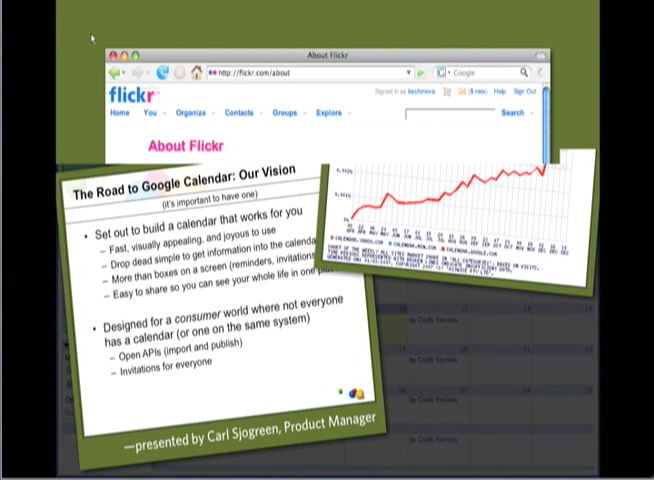 About Flickr
http://flickr.com/about
Google
flickr
Signed in as bechmove
(5 new) Help Sign Out
Home You Organize Contacts Groups Explore
Search
About Flickr
The Road to Google Calendar: Our Vision
(it's important to have one)
• Set out to build a calendar that works for you
– Fast, visually appealing, and joyous to use
– Drop dead simple to get information into the calenda
– More than boxes on a screen (reminders, invitations
– Easy to share so you can see your whole life in one
• Designed for a consumer world where not everyone
has a calendar (or one on the same system)
– Open APIs (import and publish)
– Invitations for everyone
—presented by Carl Sjogreen, Product Manager
CALENDAR.YAHOO.COM CALENDAR.MSN.COM CALENDAR.GOOGLE.COM
Code Review
Code Review
Code Review
Code Review